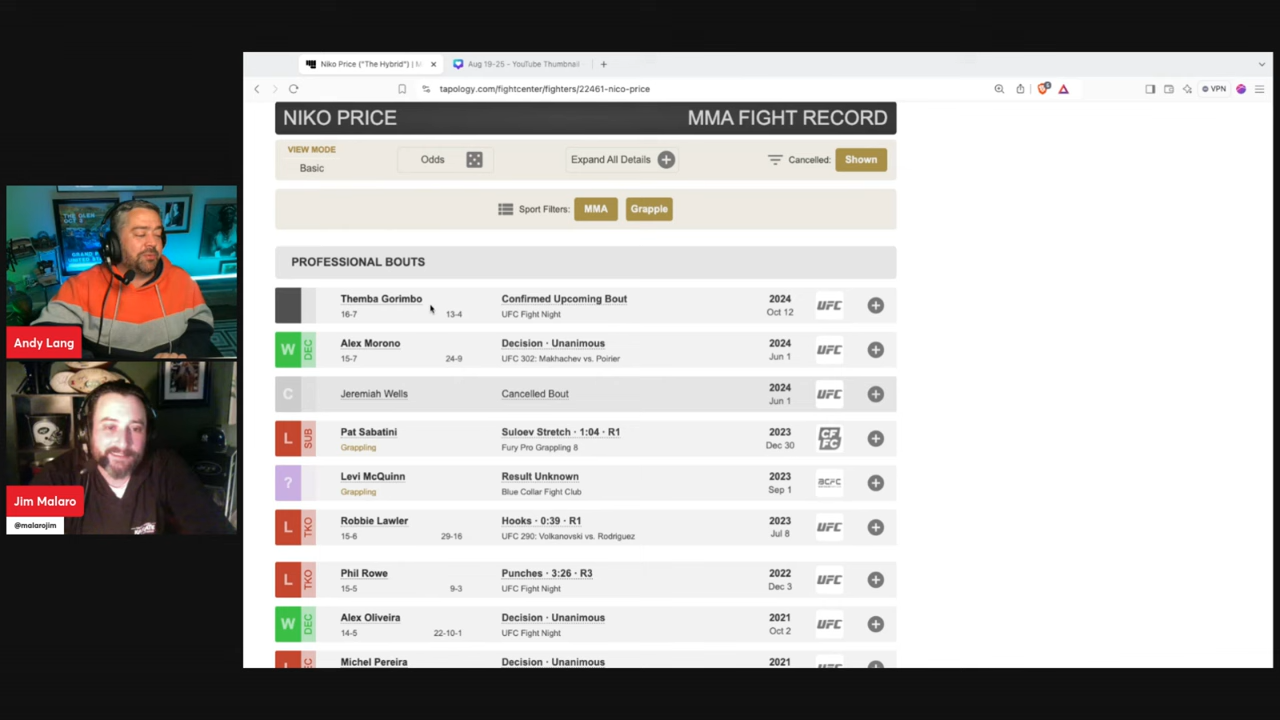 Niko Price ("The Hybrid") | M
Aug 19-25 - YouTube Thumbnail
tapology.com/fightcenter/fighters/22461-nico-price
VPN
NIKO PRICE
MMA FIGHT RECORD
VIEW MODE
Basic
Odds
Expand All Details
Cancelled:
Shown
Sport Filters:
MMA
Grapple
PROFESSIONAL BOUTS
Themba Gorimbo
16-7
13-4
Confirmed Upcoming Bout
UFC Fight Night
2024
Oct 12
UFC
W
DEC
Alex Morono
15-7
24-9
Decision · Unanimous
UFC 302: Makhachev vs. Poirier
2024
Jun 1
UFC
C
Jeremiah Wells
Cancelled Bout
2024
Jun 1
UFC
L
SUB
Pat Sabatini
Grappling
Suloev Stretch · 1:04 · R1
Fury Pro Grappling 8
2023
Dec 30
CFFC
?
Levi McQuinn
Grappling
Result Unknown
Blue Collar Fight Club
2023
Sep 1
BCFC
L
TKO
Robbie Lawler
15-6
29-16
Hooks · 0:39 · R1
UFC 290: Volkanovski vs. Rodriguez
2023
Jul 8
UFC
L
TKO
Phil Rowe
15-5
9-3
Punches · 3:26 · R3
UFC Fight Night
2022
Dec 3
UFC
W
DEC
Alex Oliveira
14-5
22-10-1
Decision · Unanimous
UFC Fight Night
2021
Oct 2
UFC
Michel Pereira
Decision · Unanimous
2021
Andy Lang
Jim Malaro
@malarojim